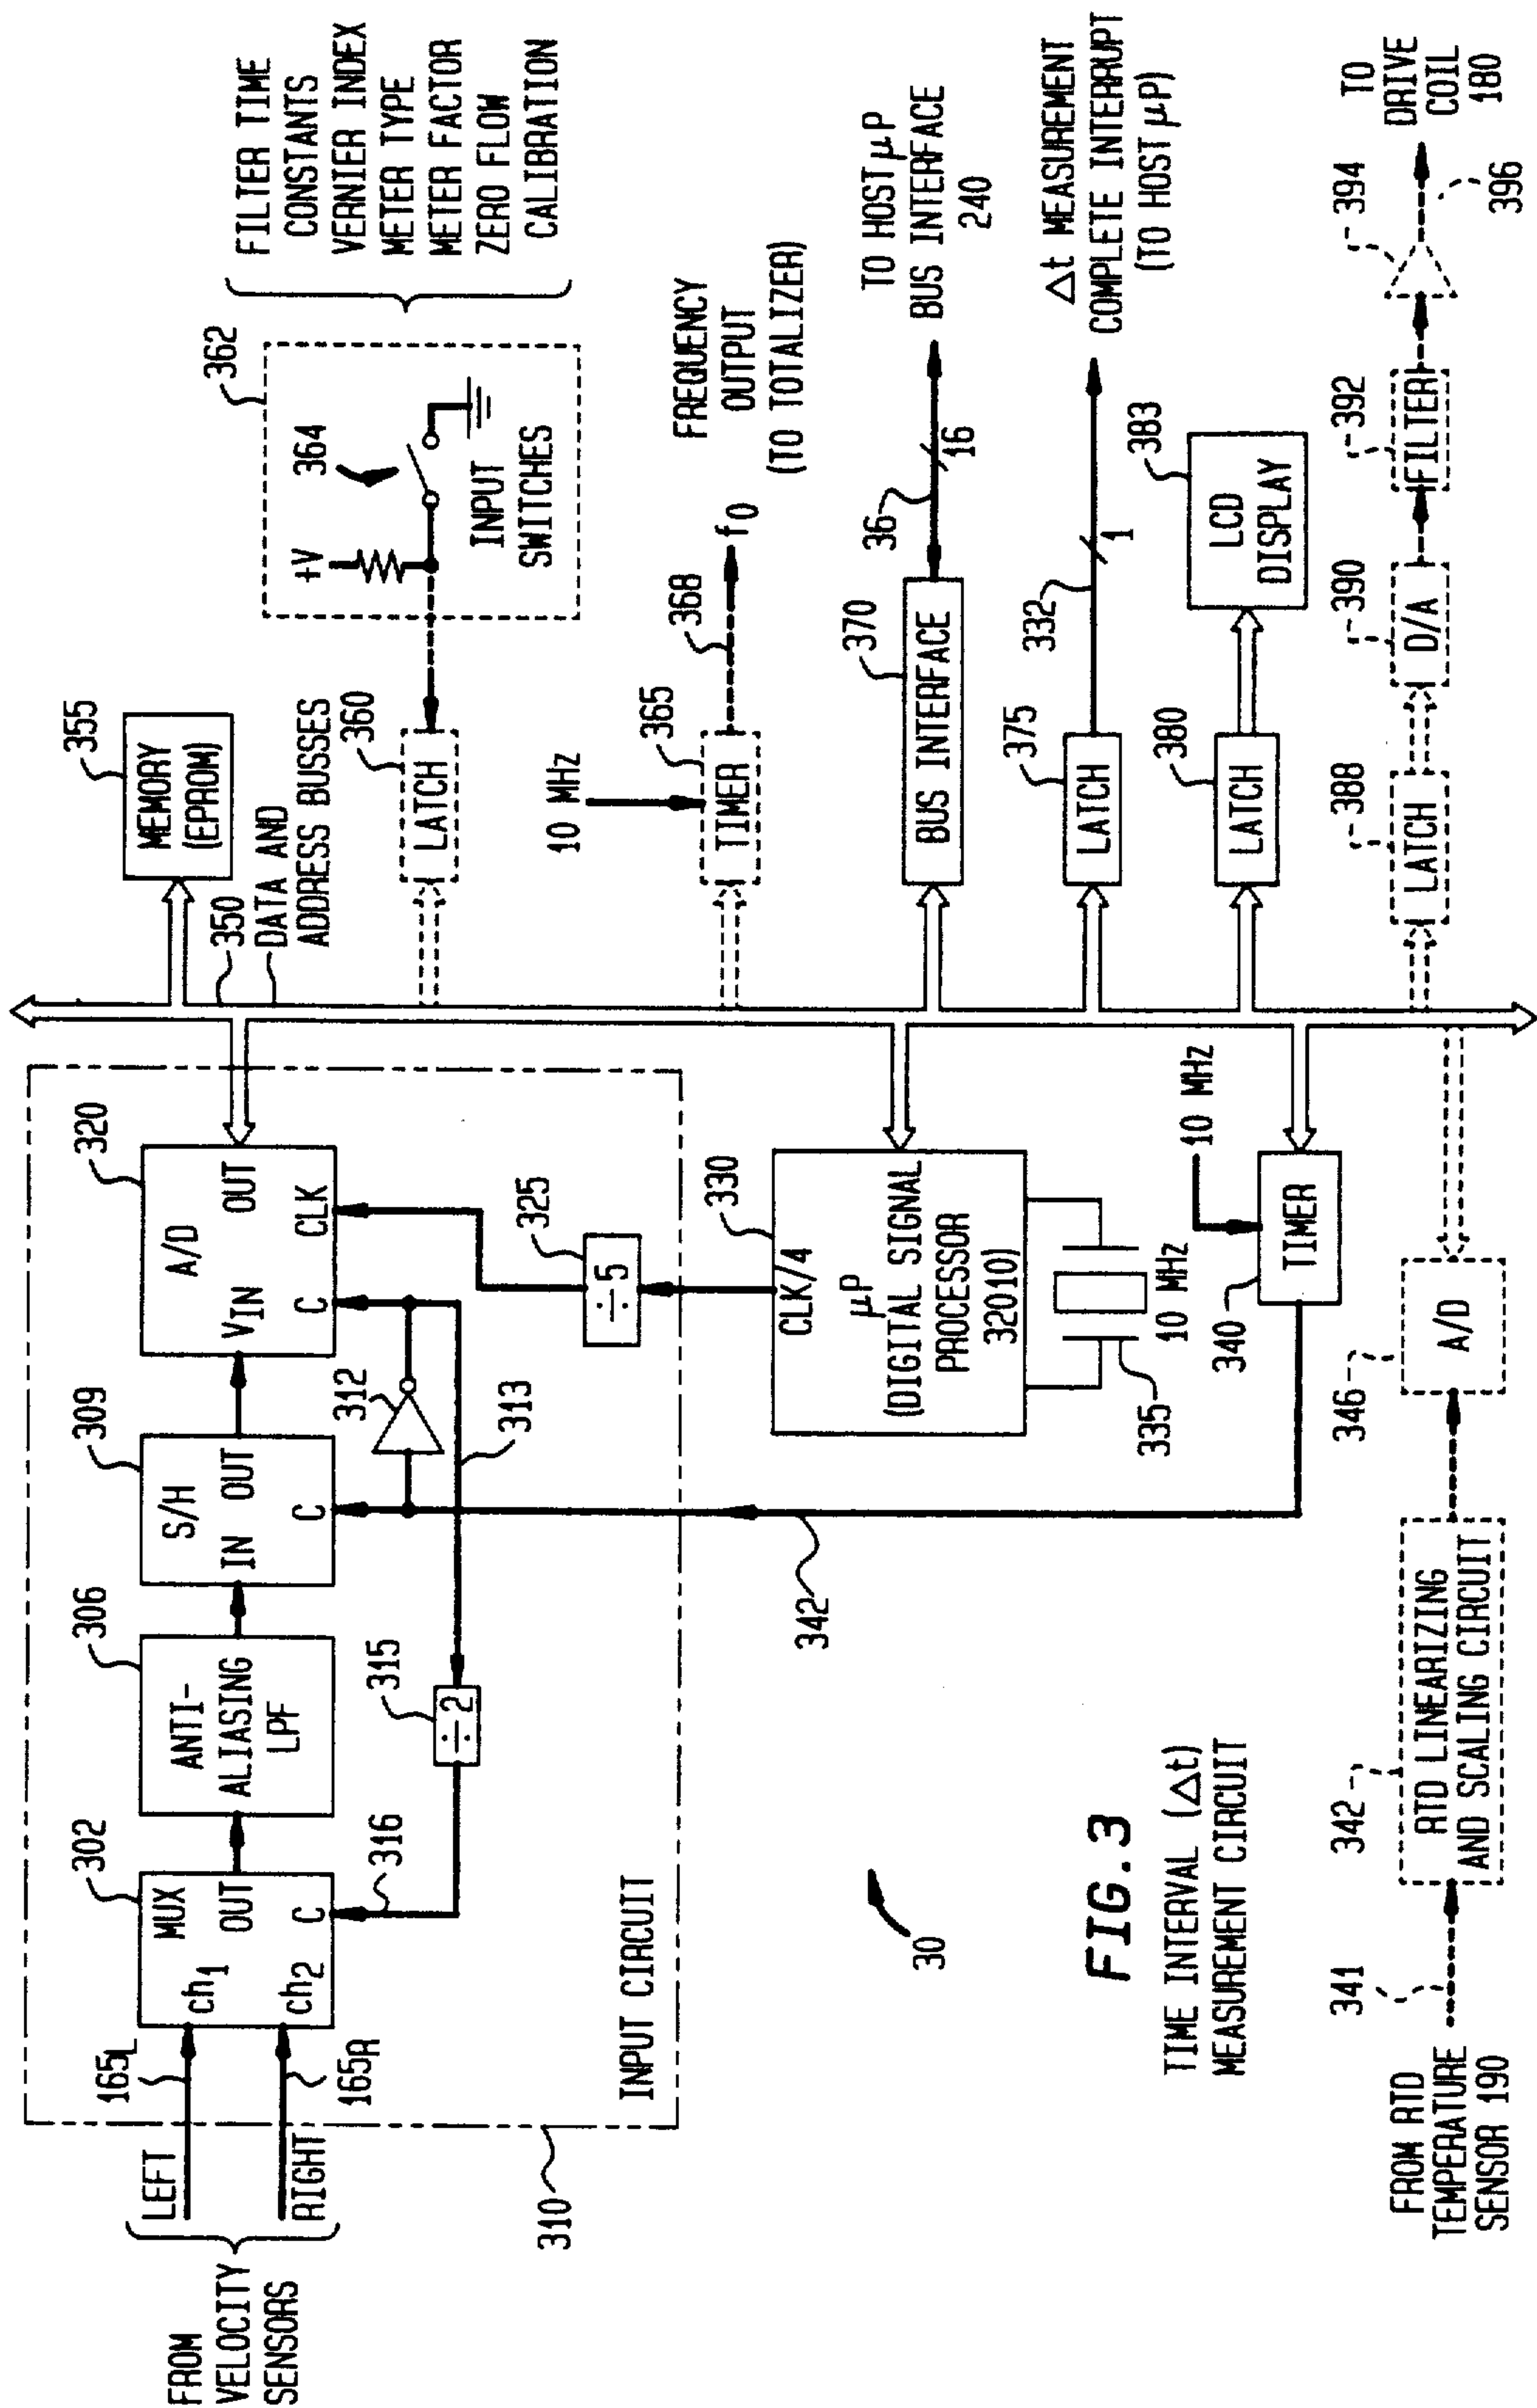 FROM
VELOCITY
SENSORS
LEFT
RIGHT
165L
165R
310
MUX
ch1
ch2
OUT
C
302
316
ANTI-
ALIASING
LPF
306
÷2
315
S/H
IN OUT
C
309
312
313
A/D
VIN OUT
C CLK
320
÷5
325
INPUT CIRCUIT
342
CLK/4
µP
(DIGITAL SIGNAL
PROCESSOR
32010)
330
10 MHz
335
10 MHz
TIMER
340
30
FIG.3
TIME INTERVAL (Δt)
MEASUREMENT CIRCUIT
FROM RTD
TEMPERATURE
SENSOR 190
341
342
RTD LINEARIZING
AND SCALING CIRCUIT
346
A/D
350
DATA AND
ADDRESS BUSSES
MEMORY
(EPROM)
355
LATCH
360
362
+V
364
INPUT
SWITCHES
FILTER TIME
CONSTANTS
VERNIER INDEX
METER TYPE
METER FACTOR
ZERO FLOW
CALIBRATION
10 MHz
TIMER
365
368
f0
FREQUENCY
OUTPUT
(TO TOTALIZER)
BUS INTERFACE
370
36
16
TO HOST µP
BUS INTERFACE
240
LATCH
375
332
1
Δt MEASUREMENT
COMPLETE INTERRUPT
(TO HOST µP)
LATCH
380
LCD
DISPLAY
383
LATCH
388
D/A
390
FILTER
392
394
396
TO
DRIVE
COIL
180